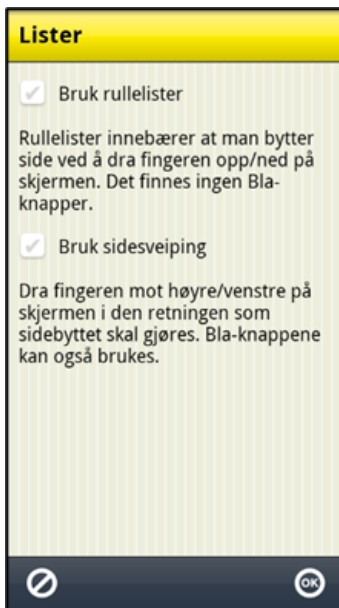 Lister
Bruk rullelister
Rullelister innebærer at man bytter
side ved å dra fingeren opp/ned på
skjermen. Det finnes ingen Bla-
knapper.
Bruk sidesveiping
Dra fingeren mot høyre/venstre på
skjermen i den retningen som
sidebyttet skal gjøres. Bla-knappene
kan også brukes.
OK